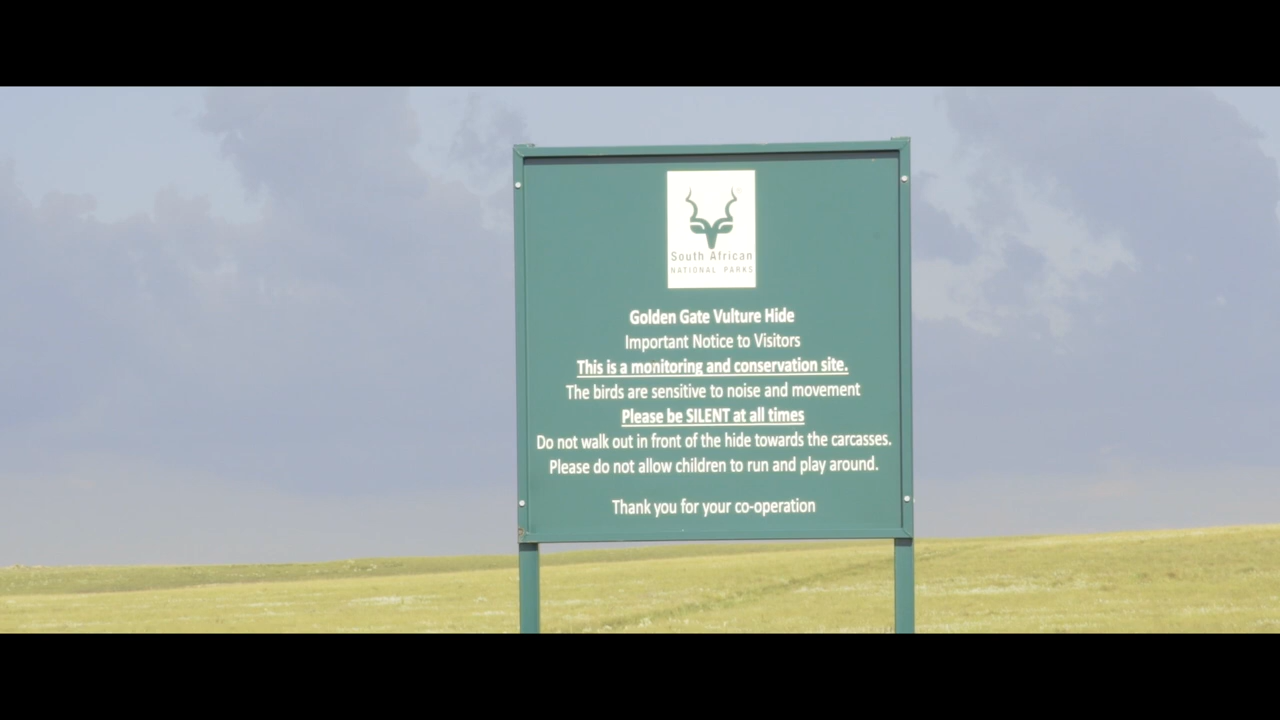 South African
NATIONAL PARKS
Golden Gate Vulture Hide
Important Notice to Visitors
This is a monitoring and conservation site.
The birds are sensitive to noise and movement
Please be SILENT at all times
Do not walk out in front of the hide towards the carcasses.
Please do not allow children to run and play around.
Thank you for your co-operation